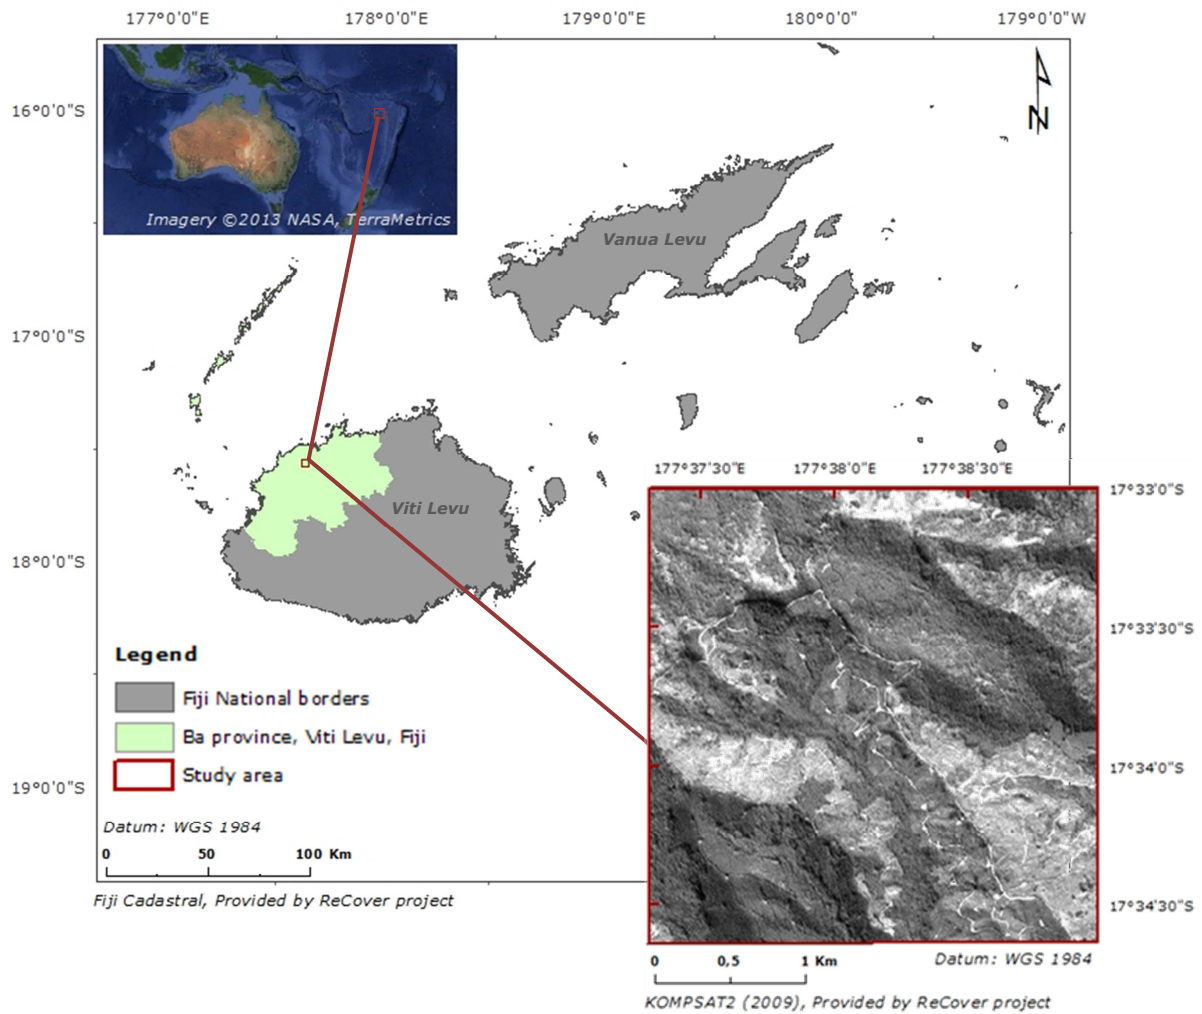 177°0'0"E 178°0'0"E 179°0'0"E 180°0'0" 179°0'0"W
16°0'0"S
N
Imagery ©2013 NASA, TerraMetrics
Vanua Levu
17°0'0"S
Viti Levu
18°0'0"S
19°0'0"S
Legend
Fiji National borders
Ba province, Viti Levu, Fiji
Study area
Datum: WGS 1984
0 50 100 Km
Fiji Cadastral, Provided by ReCover project
177°37'30"E 177°38'0"E 177°38'30"E
17°33'0"S
17°33'30"S
17°34'0"S
17°34'30"S
0 0,5 1 Km
Datum: WGS 1984
KOMPSAT2 (2009), Provided by ReCover project